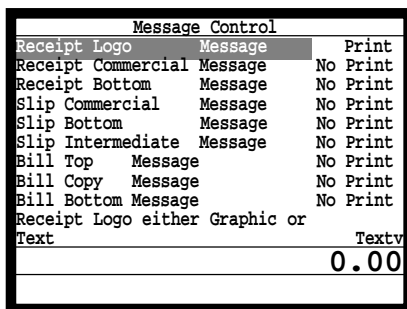 Message Control
Receipt Logo Message Print
Receipt Commercial Message No Print
Receipt Bottom Message No Print
Slip Commercial Message No Print
Slip Bottom Message No Print
Slip Intermediate Message No Print
Bill Top Message No Print
Bill Copy Message No Print
Bill Bottom Message No Print
Receipt Logo either Graphic or
Text Textv
0.00